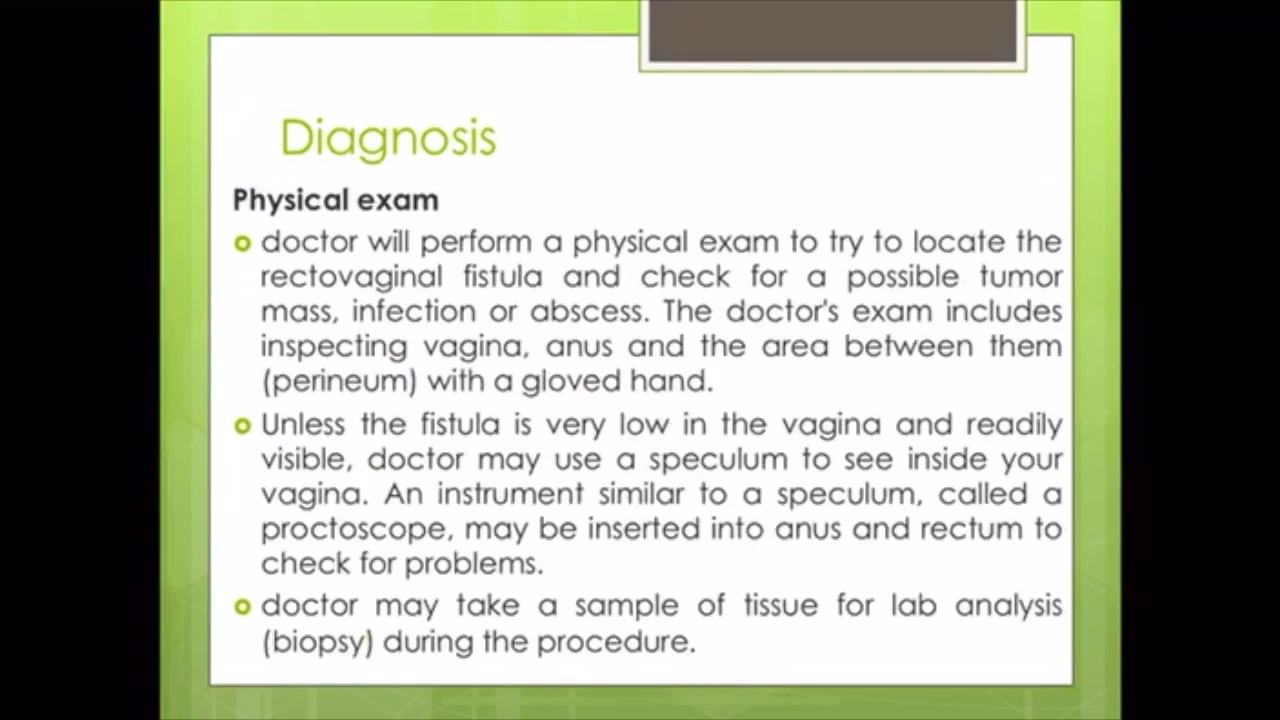 Diagnosis
Physical exam
doctor will perform a physical exam to try to locate the
rectovaginal fistula and check for a possible tumor
mass, infection or abscess. The doctor's exam includes
inspecting vagina, anus and the area between them
(perineum) with a gloved hand.
Unless the fistula is very low in the vagina and readily
visible, doctor may use a speculum to see inside your
vagina. An instrument similar to a speculum, called a
proctoscope, may be inserted into anus and rectum to
check for problems.
doctor may take a sample of tissue for lab analysis
(biopsy) during the procedure.